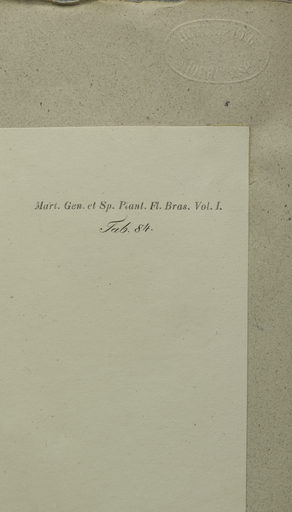 Mart. Gen. et Sp. Plant. Fl. Bras. Vol. I.
Tab. 84.